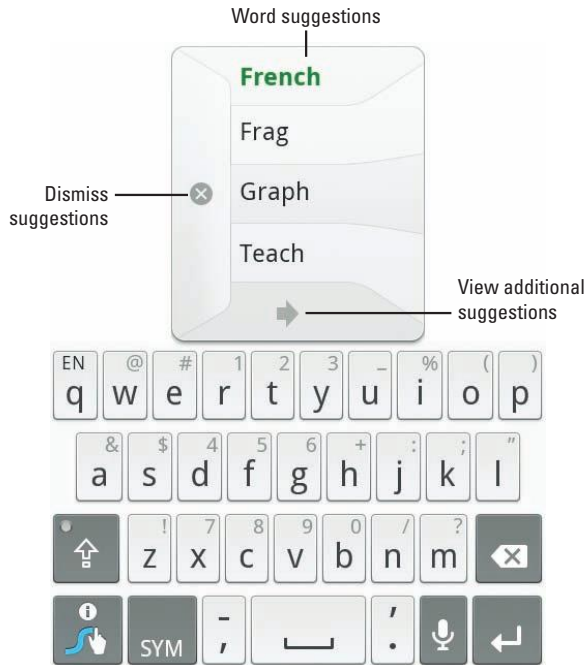 Word suggestions
French
Frag
Graph
Teach
Dismiss
suggestions
View additional
suggestions
EN @ # 1 2 3 _ % ( )
q w e r t y u i o p
& $ 4 5 6 + : ; "
a s d f g h j k l
! 7 8 9 0 / ?
z x c v b n m
SYM - , ' .